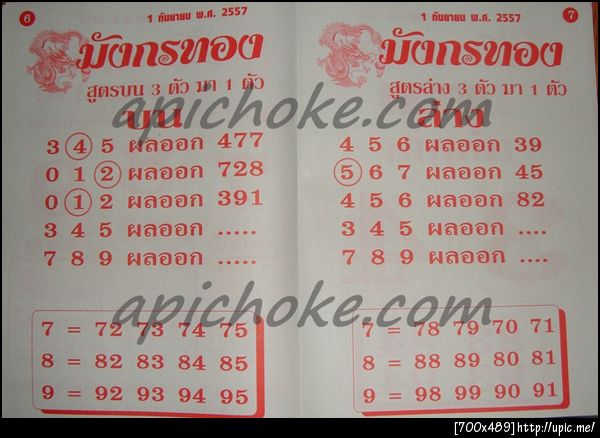 6
1 กันยายน พ.ศ. 2557
มังกรทอง
สูตรบน 3 ตัว มา 1 ตัว
บน
3 4 5 ผลออก 477
0 1 2 ผลออก 728
0 1 2 ผลออก 391
3 4 5 ผลออก .....
7 8 9 ผลออก .....
7 = 72 73 74 75
8 = 82 83 84 85
9 = 92 93 94 95
1 กันยายน พ.ศ. 2557
7
มังกรทอง
สูตรล่าง 3 ตัว มา 1 ตัว
ล่าง
4 5 6 ผลออก 39
5 6 7 ผลออก 45
4 5 6 ผลออก 82
3 4 5 ผลออก ....
7 8 9 ผลออก ....
7 = 78 79 70 71
8 = 88 89 80 81
9 = 98 99 90 91
apichoke.com
apichoke.com
[700x489]http://upic.me/